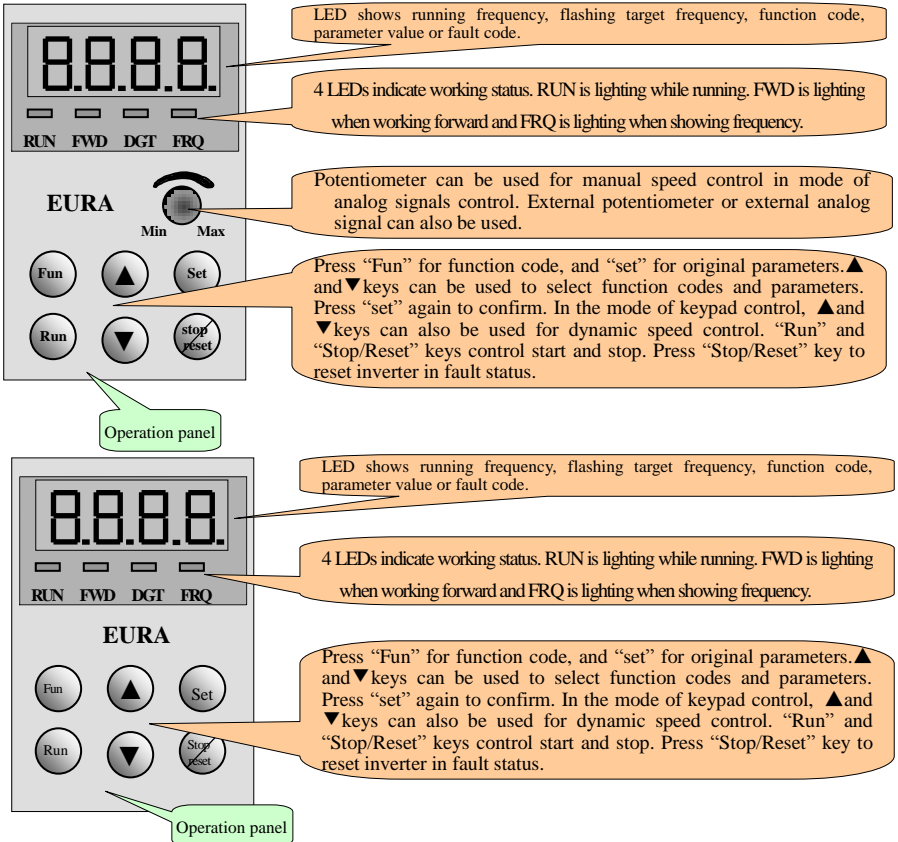 LED shows running frequency, flashing target frequency, function code,
parameter value or fault code.
8.8.8.8.
4 LEDs indicate working status. RUN is lighting while running. FWD is lighting
when working forward and FRQ is lighting when showing frequency.
RUN FWD DGT FRQ
Potentiometer can be used for manual speed control in mode of
analog signals control. External potentiometer or external analog
signal can also be used.
EURA
Min Max
Press “Fun” for function code, and “set” for original parameters.▲
and▼keys can be used to select function codes and parameters.
Press “set” again to confirm. In the mode of keypad control, ▲and
▼keys can also be used for dynamic speed control. “Run” and
“Stop/Reset” keys control start and stop. Press “Stop/Reset” key to
reset inverter in fault status.
Fun ▲ Set
Run ▼ stop
reset
Operation panel
LED shows running frequency, flashing target frequency, function code,
parameter value or fault code.
8.8.8.8.
4 LEDs indicate working status. RUN is lighting while running. FWD is lighting
when working forward and FRQ is lighting when showing frequency.
RUN FWD DGT FRQ
EURA
Press “Fun” for function code, and “set” for original parameters.▲
and▼keys can be used to select function codes and parameters.
Press “set” again to confirm. In the mode of keypad control, ▲and
▼keys can also be used for dynamic speed control. “Run” and
“Stop/Reset” keys control start and stop. Press “Stop/Reset” key to
reset inverter in fault status.
Fun ▲ Set
Run ▼ Stop
reset
Operation panel